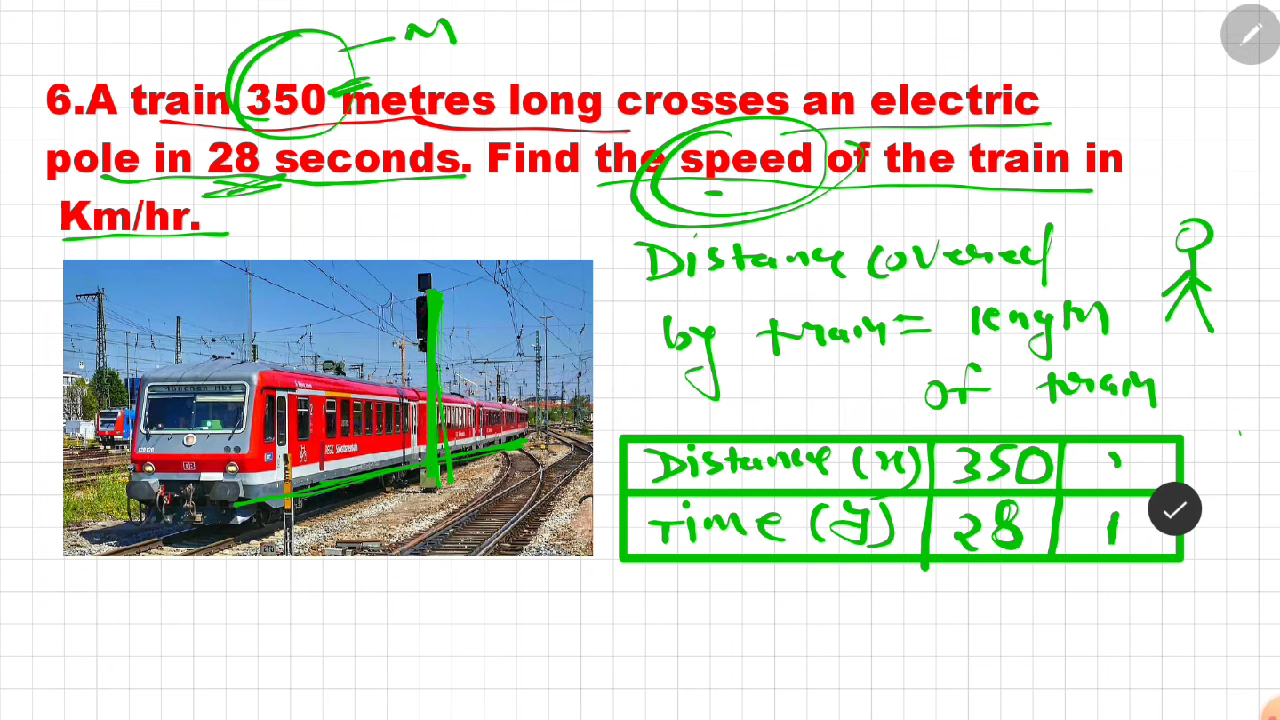 M
6.A train 350 metres long crosses an electric
pole in 28 seconds. Find the speed of the train in
Km/hr.
Distance covered
by train = length
of train
Distance (x) 350 ?
Time (y) 28 1